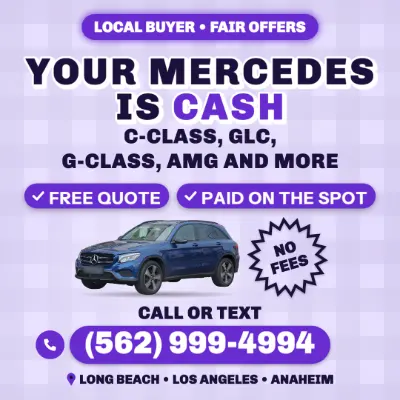 LOCAL BUYER • FAIR OFFERS
YOUR MERCEDES
IS CASH
C-CLASS, GLC,
G-CLASS, AMG AND MORE
FREE QUOTE
PAID ON THE SPOT
NO
FEES
CALL OR TEXT
(562) 999-4994
LONG BEACH • LOS ANGELES • ANAHEIM